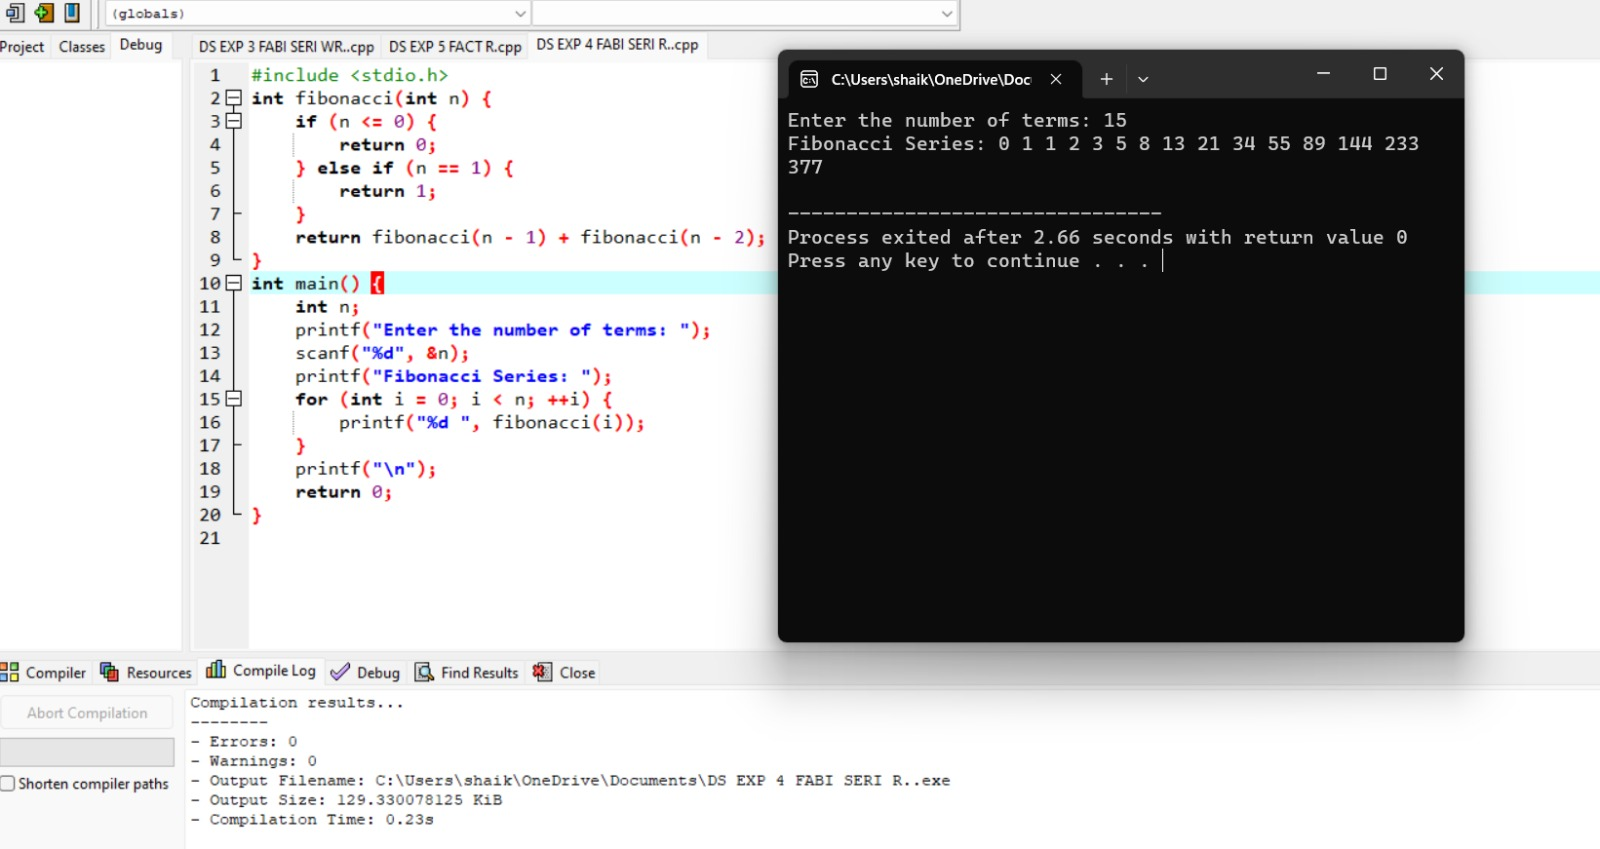 (globals)
Project Classes Debug
DS EXP 3 FABI SERI WR..cpp DS EXP 5 FACT R.cpp DS EXP 4 FABI SERI R..cpp
1 #include <stdio.h>
2 int fibonacci(int n) {
3 if (n <= 0) {
4 return 0;
5 } else if (n == 1) {
6 return 1;
7 }
8 return fibonacci(n - 1) + fibonacci(n - 2);
9 }
10 int main() {
11 int n;
12 printf("Enter the number of terms: ");
13 scanf("%d", &n);
14 printf("Fibonacci Series: ");
15 for (int i = 0; i < n; ++i) {
16 printf("%d ", fibonacci(i));
17 }
18 printf("\n");
19 return 0;
20 }
21
C:\Users\shaik\OneDrive\Doc
Enter the number of terms: 15
Fibonacci Series: 0 1 1 2 3 5 8 13 21 34 55 89 144 233
377
--------------------------------
Process exited after 2.66 seconds with return value 0
Press any key to continue . . .
Compiler Resources Compile Log Debug Find Results Close
Abort Compilation
Shorten compiler paths
Compilation results...
--------
- Errors: 0
- Warnings: 0
- Output Filename: C:\Users\shaik\OneDrive\Documents\DS EXP 4 FABI SERI R..exe
- Output Size: 129.330078125 KiB
- Compilation Time: 0.23s